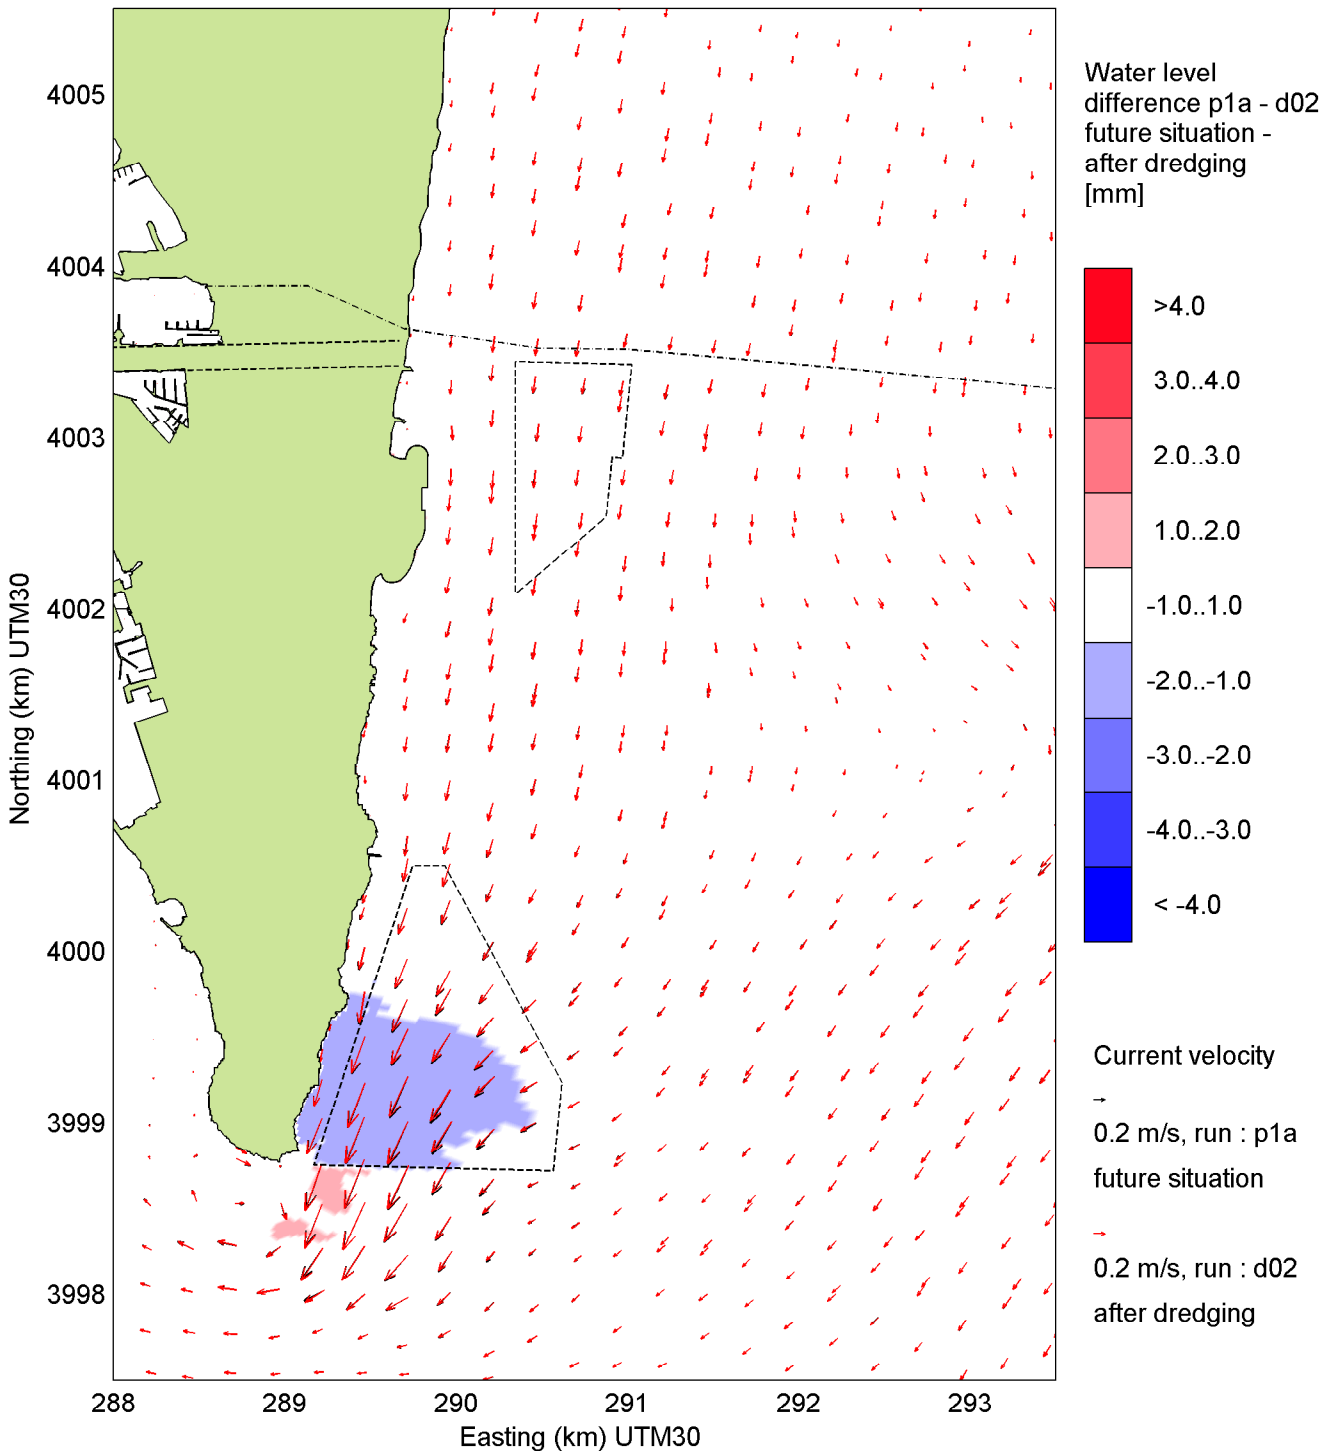 Water level
difference p1a - d02
future situation -
after dredging
[mm]
>4.0
3.0..4.0
2.0..3.0
1.0..2.0
-1.0..1.0
-2.0..-1.0
-3.0..-2.0
-4.0..-3.0
< -4.0
Current velocity
0.2 m/s, run : p1a
future situation
0.2 m/s, run : d02
after dredging
Northing (km) UTM30
4005
4004
4003
4002
4001
4000
3999
3998
288 289 290 291 292 293
Easting (km) UTM30